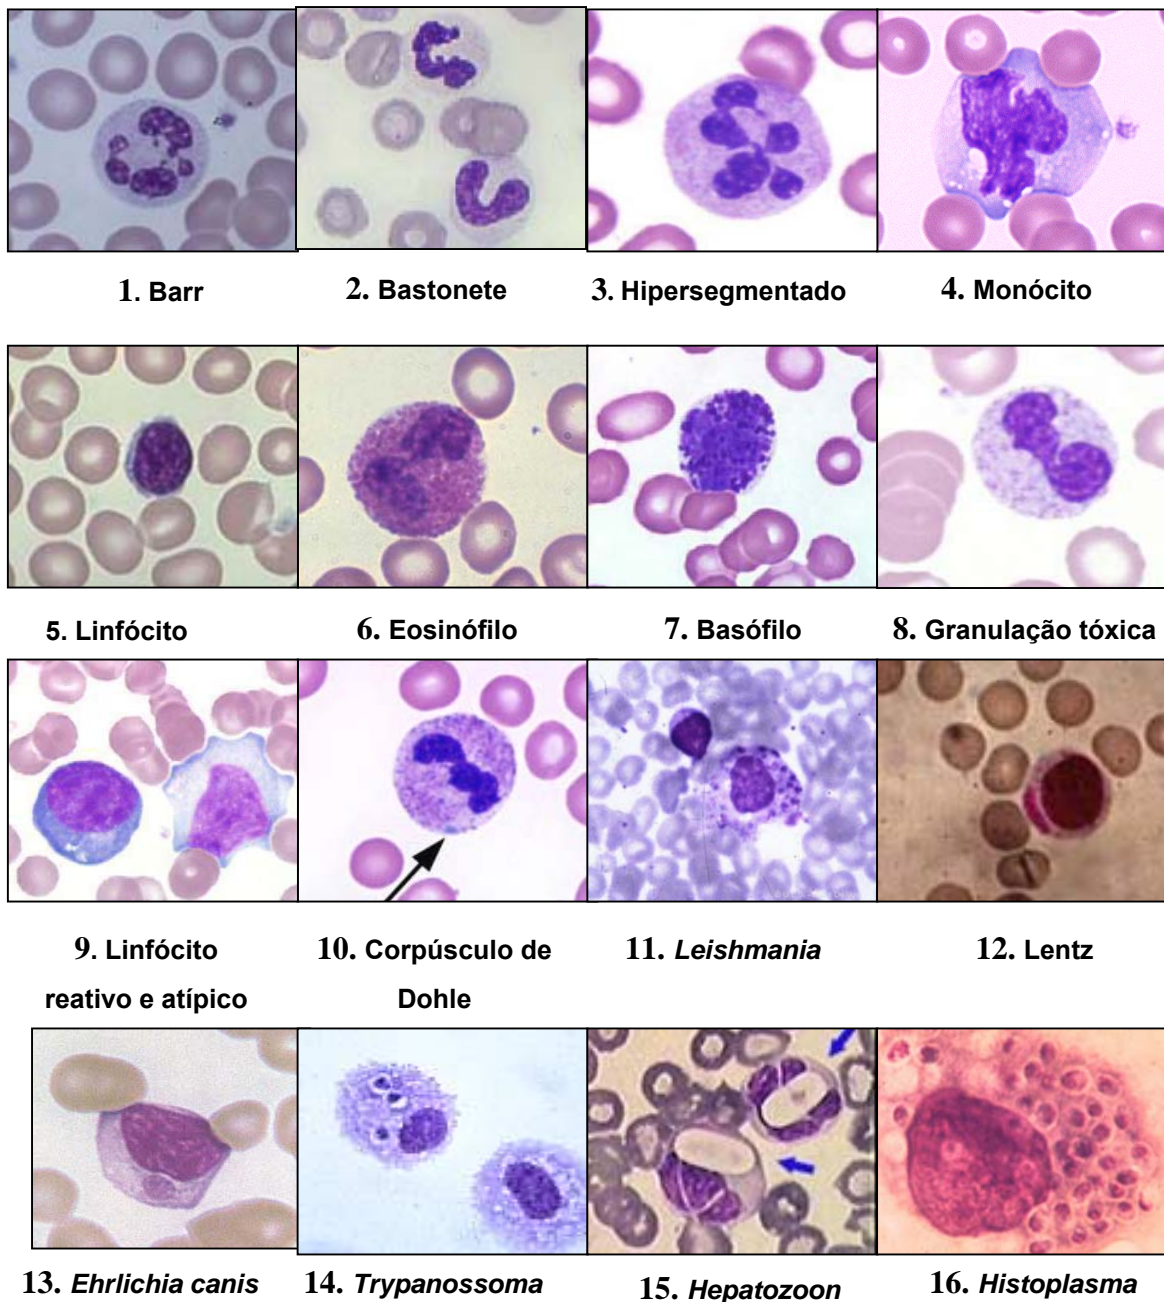 1. Barr
2. Bastonete
3. Hipersegmentado
4. Monócito
5. Linfócito
6. Eosinófilo
7. Basófilo
8. Granulação tóxica
9. Linfócito
reativo e atípico
10. Corpúsculo de
Dohle
11. Leishmania
12. Lentz
13. Ehrlichia canis
14. Trypanossoma
15. Hepatozoon
16. Histoplasma